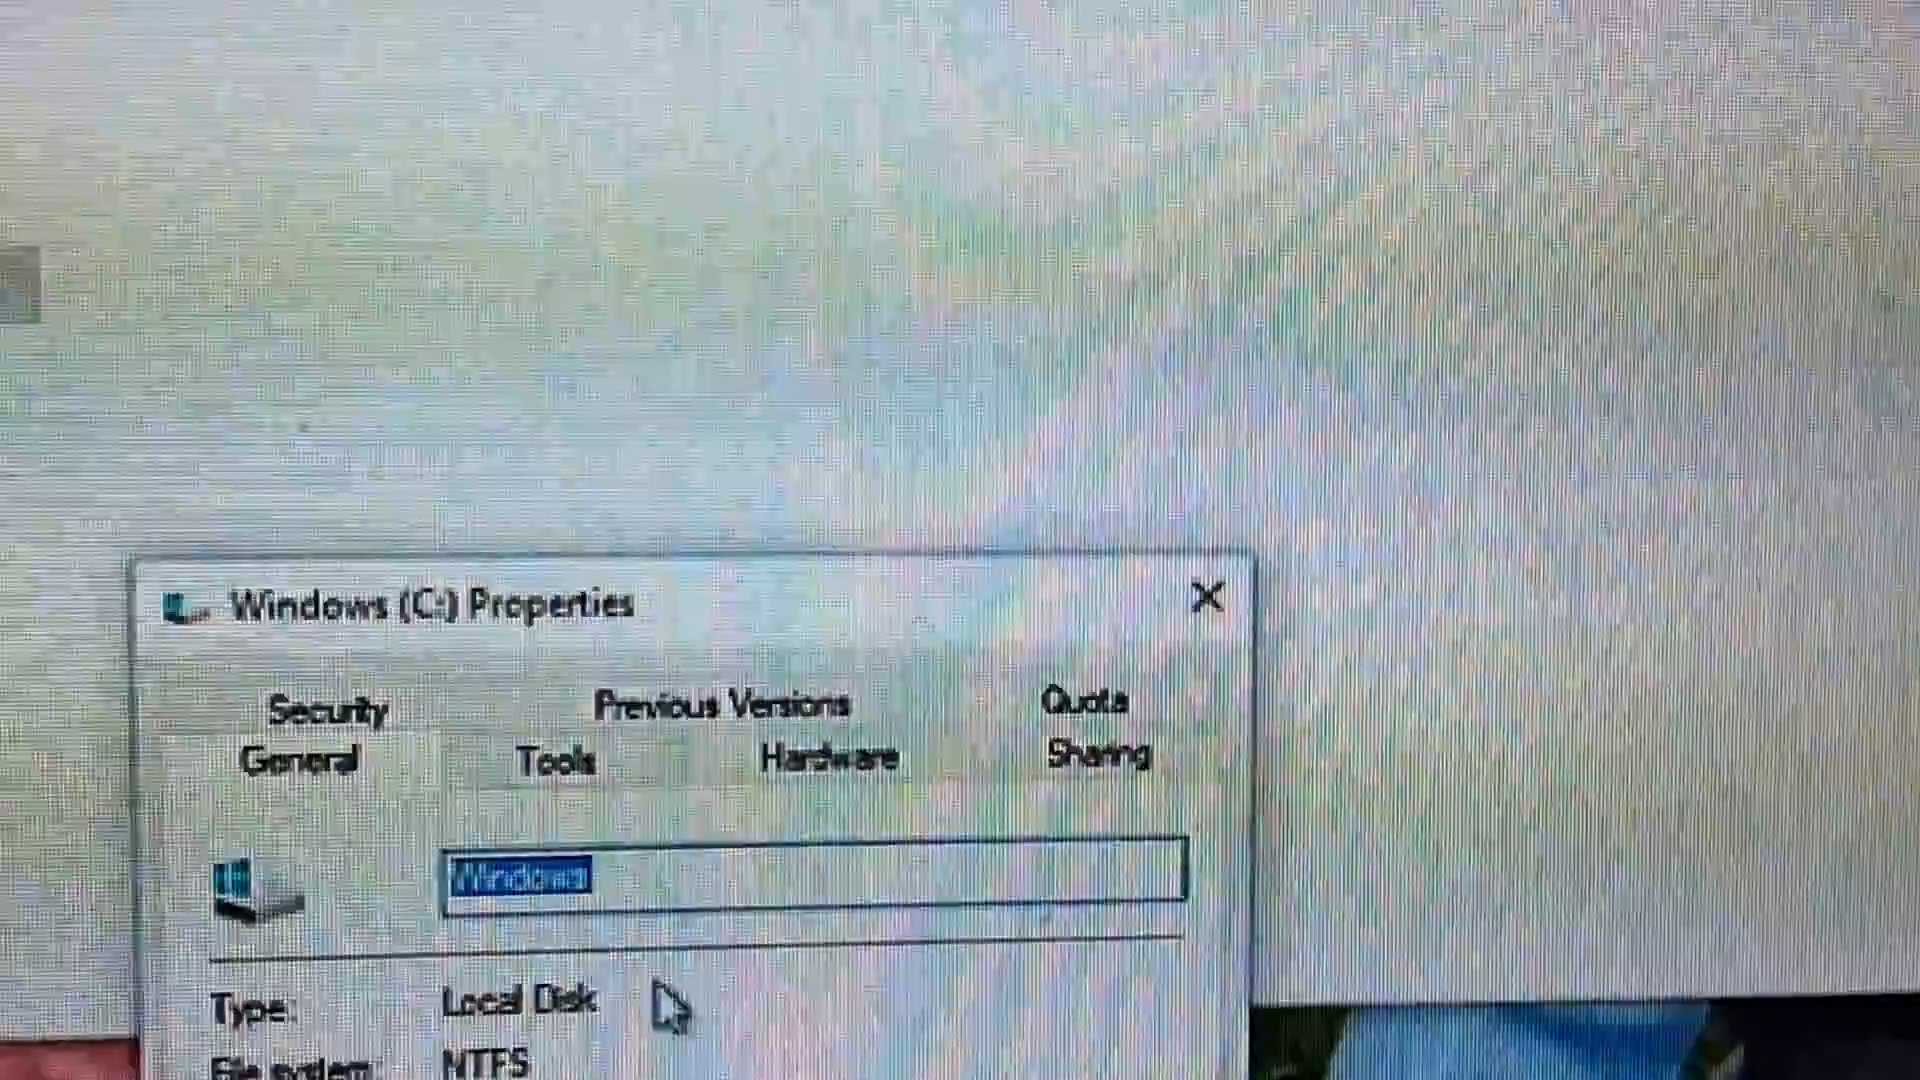 Windows (C:) Properties
Security Previous Versions Quota
General Tools Hardware Sharing
Windows
Type: Local Disk
File system: NTFS